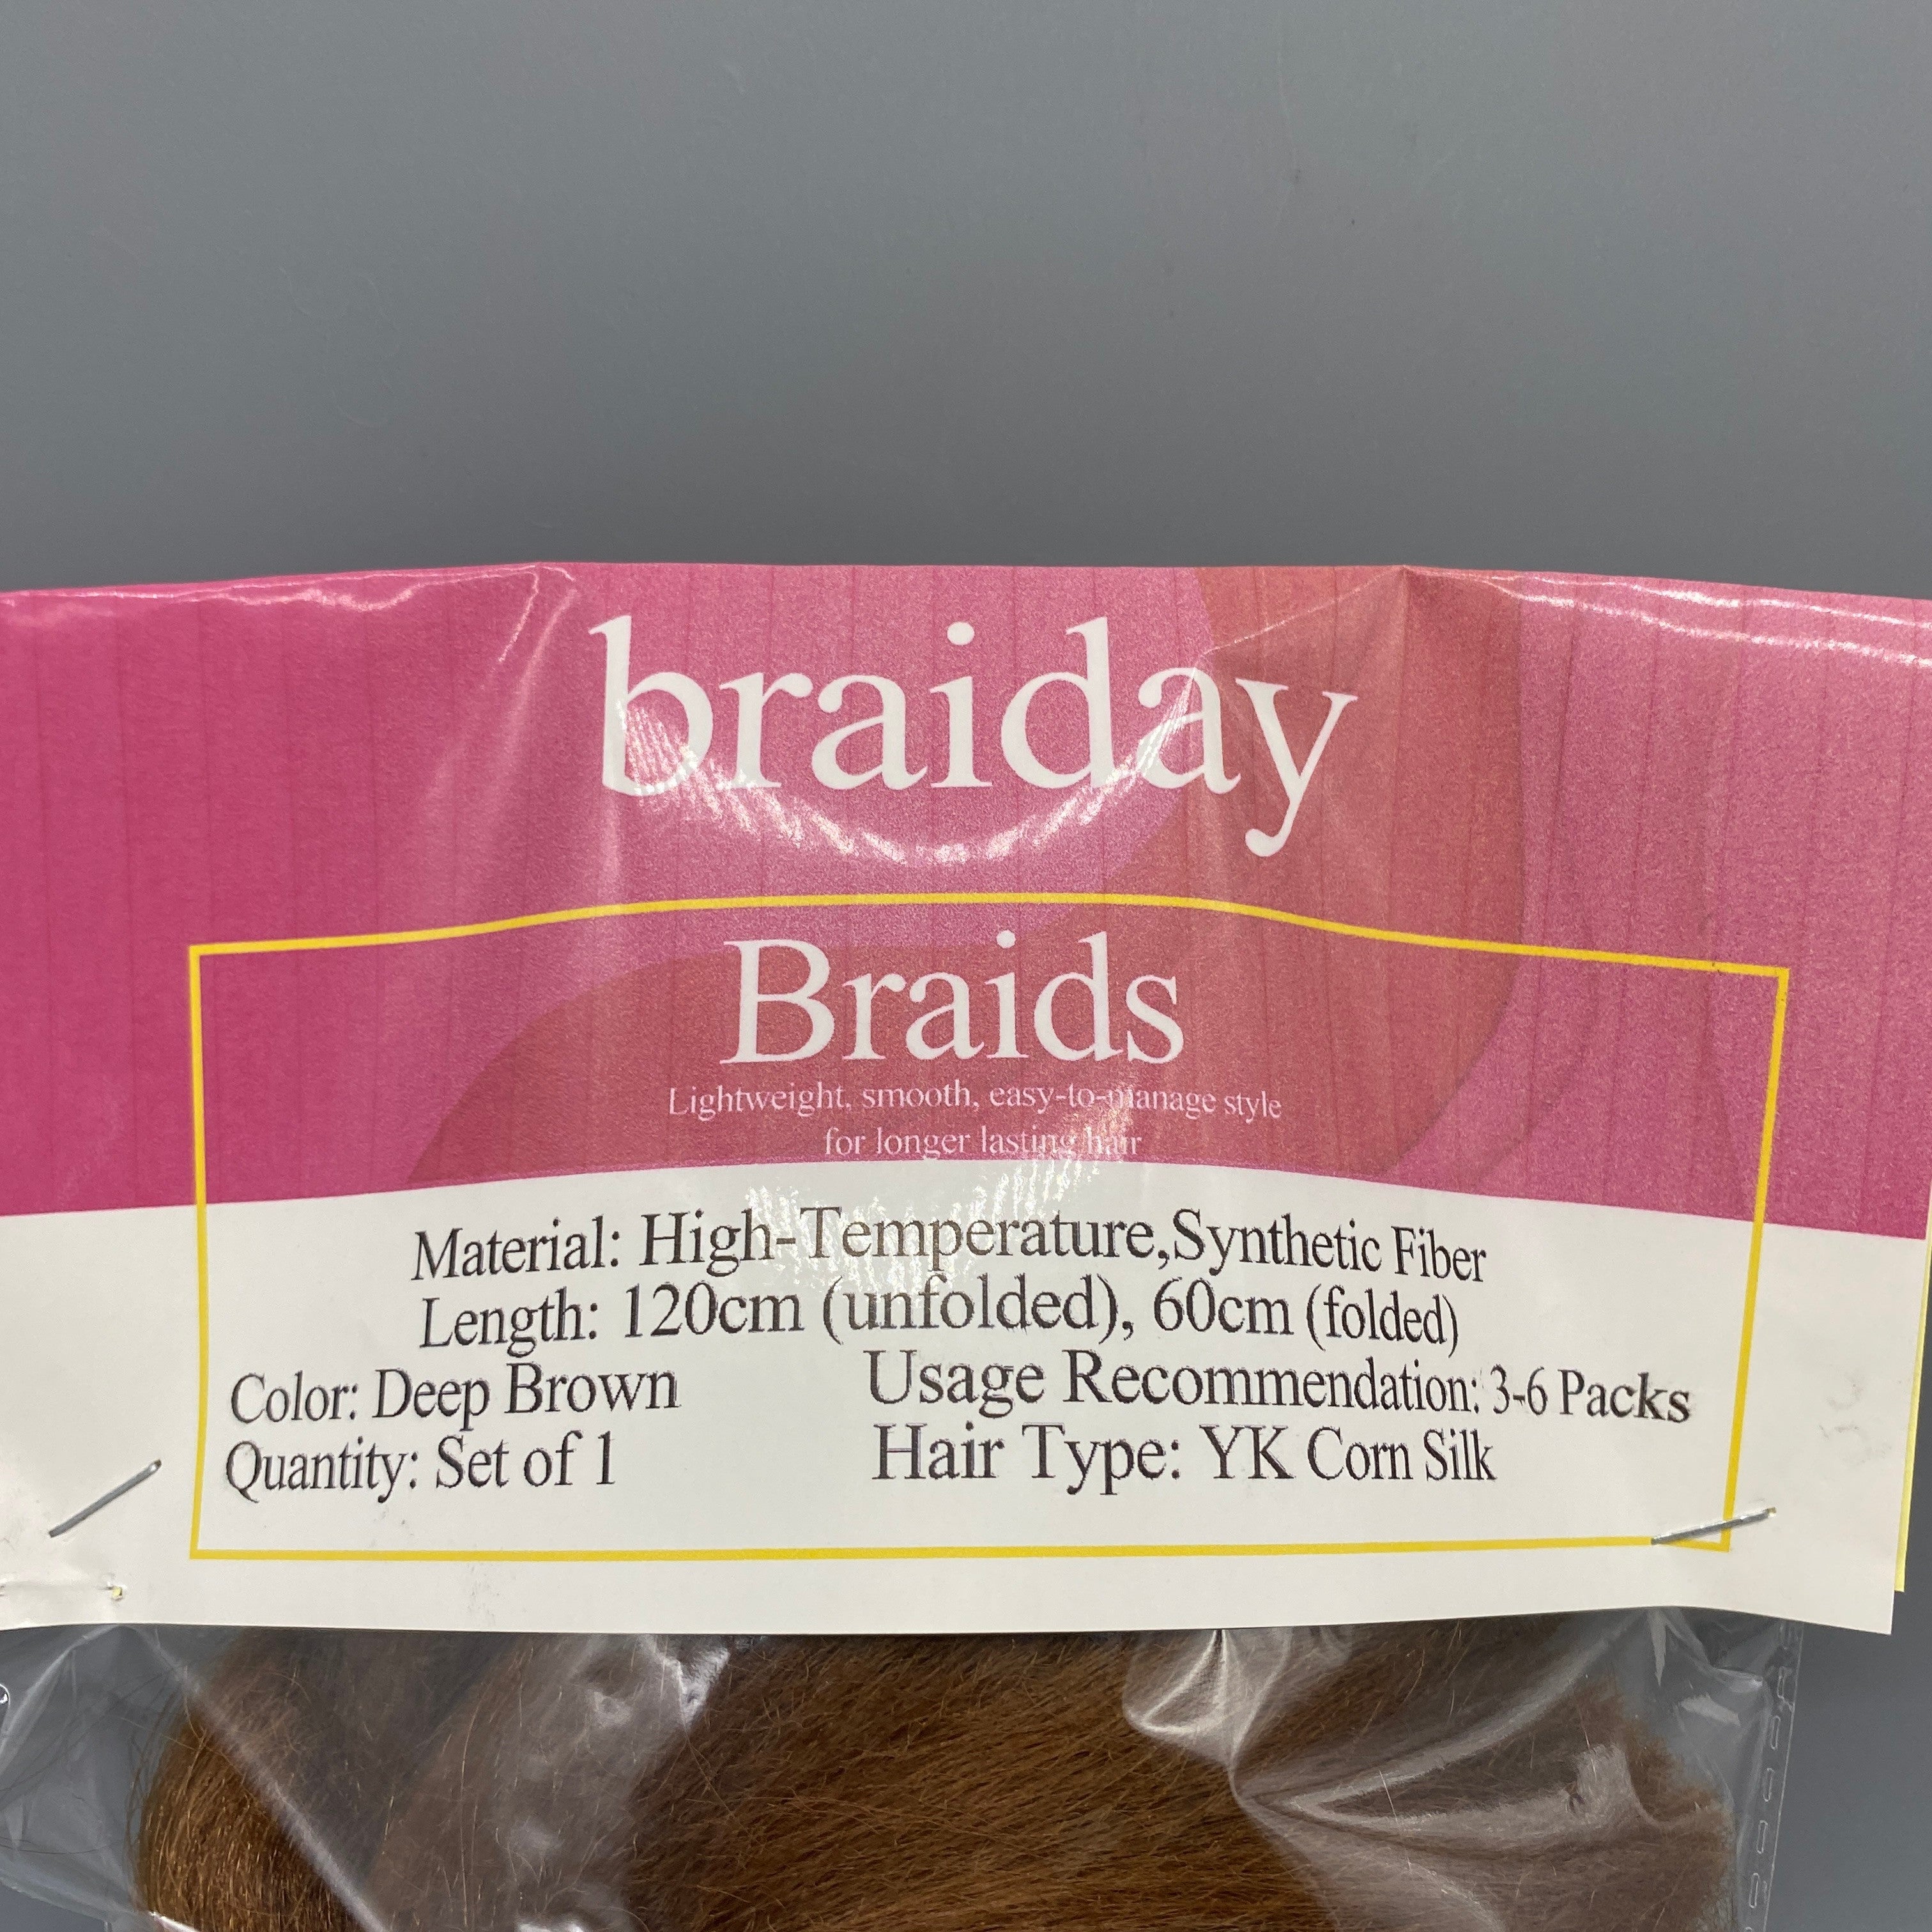 braiday
Braids
Lightweight, smooth, easy-to-manage style
for longer lasting hair
Material: High-Temperature,Synthetic Fiber
Length: 120cm (unfolded), 60cm (folded)
Color: Deep Brown
Usage Recommendation: 3-6 Packs
Quantity: Set of 1
Hair Type: YK Corn Silk